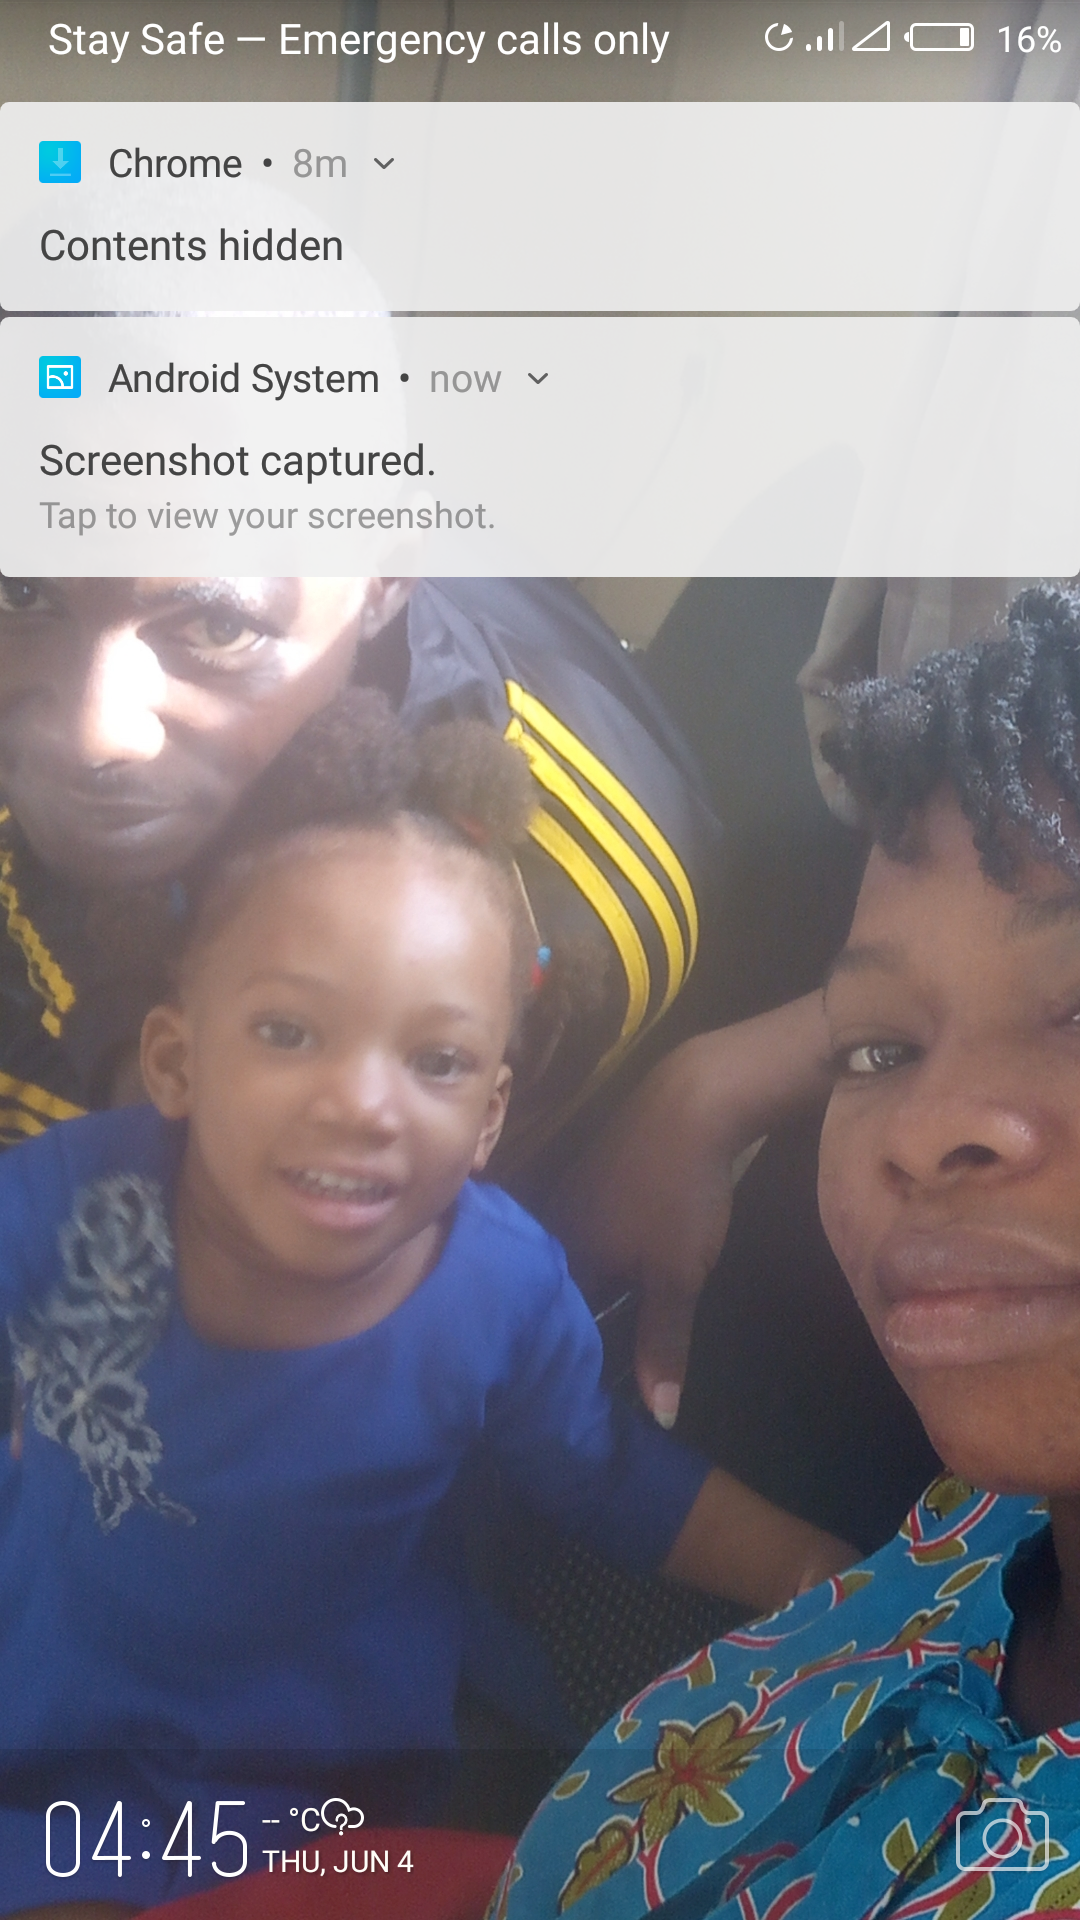 Stay Safe — Emergency calls only 16%
Chrome • 8m
Contents hidden
Android System • now
Screenshot captured.
Tap to view your screenshot.
04:45
-- °C
THU, JUN 4